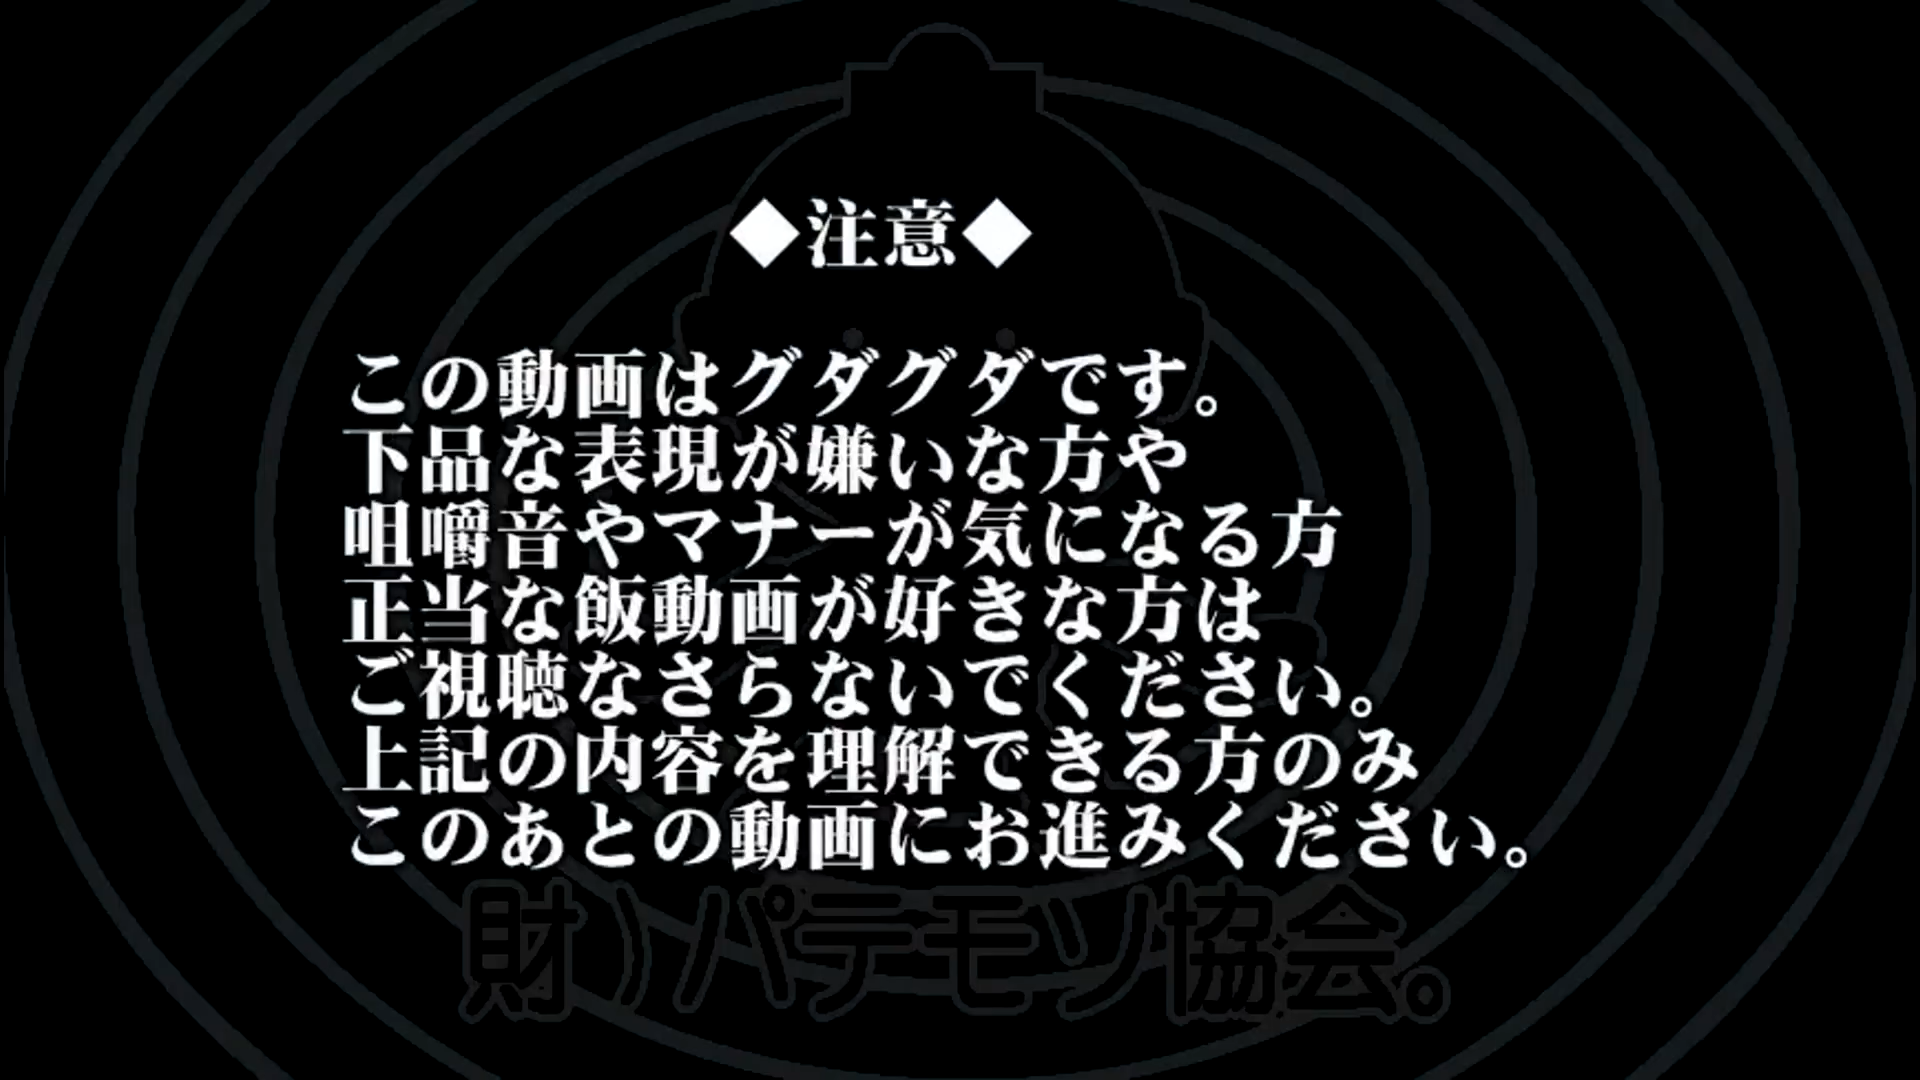 ◆注意◆
この動画はグダグダです。
下品な表現が嫌いな方や
咀嚼音やマナーが気になる方
正当な飯動画が好きな方は
ご視聴なさらないでください。
上記の内容を理解できる方のみ
このあとの動画にお進みください。
財）パテモソ協会。